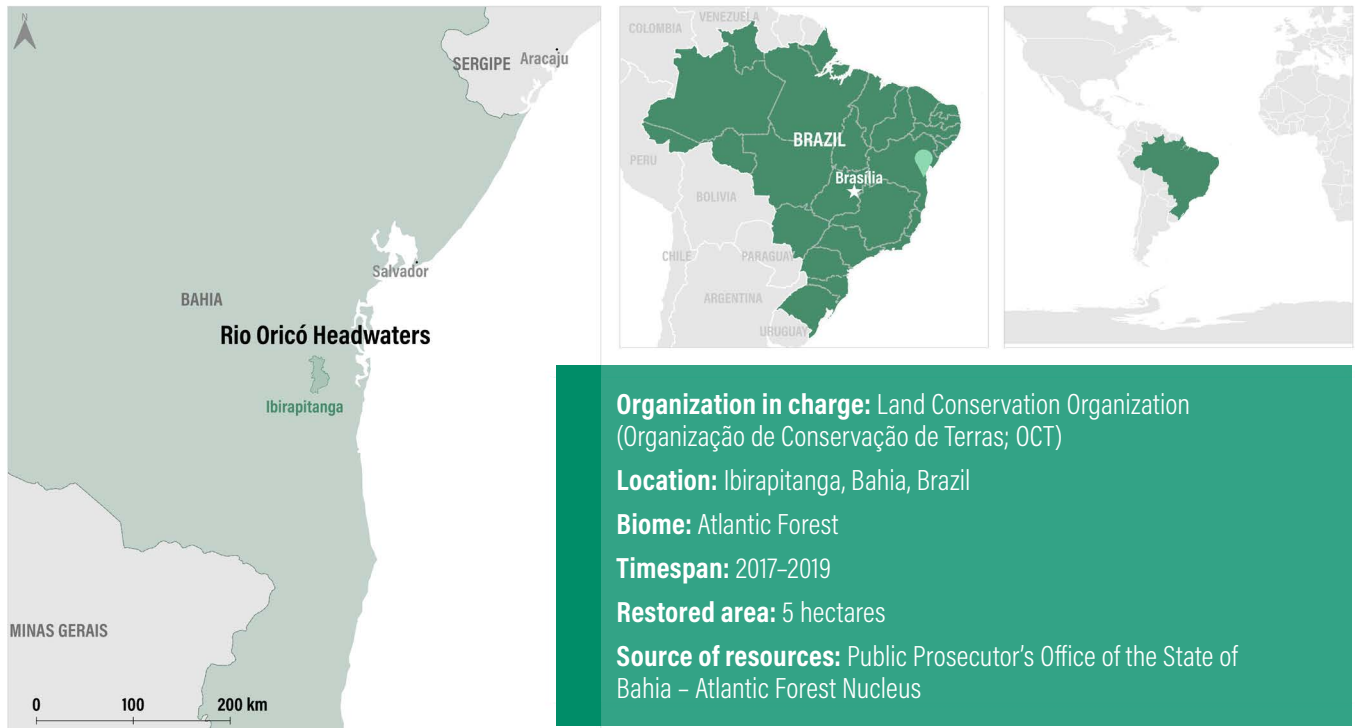 N
SERGIPE
Aracaju
Salvador
BAHIA
Rio Oricó Headwaters
Ibirapitanga
MINAS GERAIS
0 100 200 km
VENEZUELA
COLOMBIA
BRAZIL
PERU
Brasília
BOLIVIA
CHILE
PARAGUAY
ARGENTINA
URUGUAY
Organization in charge: Land Conservation Organization
(Organização de Conservação de Terras; OCT)
Location: Ibirapitanga, Bahia, Brazil
Biome: Atlantic Forest
Timespan: 2017–2019
Restored area: 5 hectares
Source of resources: Public Prosecutor’s Office of the State of
Bahia – Atlantic Forest Nucleus